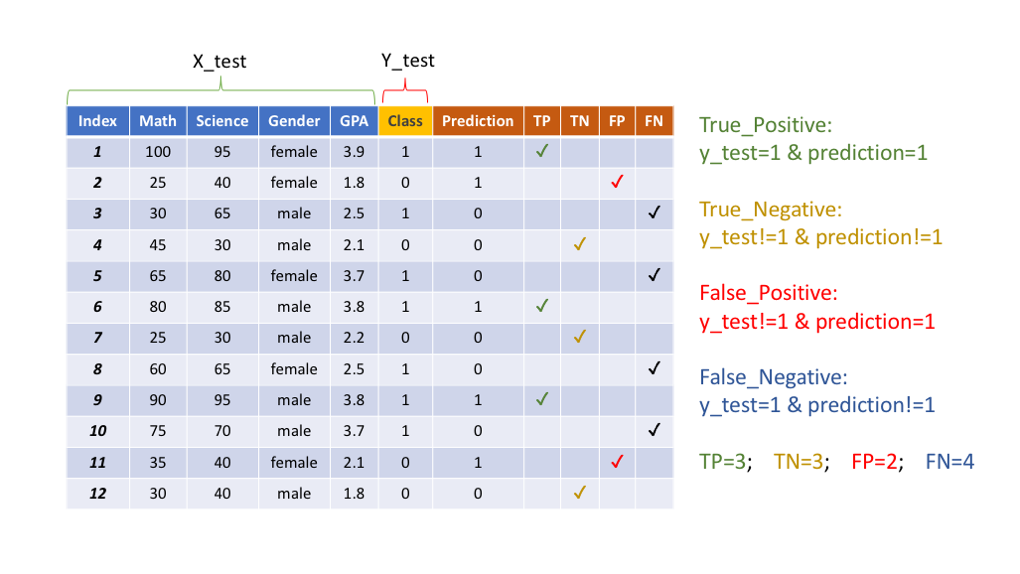 X_test Y_test
Index Math Science Gender GPA Class Prediction TP TN FP FN
1 100 95 female 3.9 1 1 ✓
2 25 40 female 1.8 0 1 ✓
3 30 65 male 2.5 1 0 ✓
4 45 30 male 2.1 0 0 ✓
5 65 80 female 3.7 1 0 ✓
6 80 85 male 3.8 1 1 ✓
7 25 30 male 2.2 0 0 ✓
8 60 65 female 2.5 1 0 ✓
9 90 95 male 3.8 1 1 ✓
10 75 70 male 3.7 1 0 ✓
11 35 40 female 2.1 0 1 ✓
12 30 40 male 1.8 0 0 ✓
True_Positive:
y_test=1 & prediction=1
True_Negative:
y_test!=1 & prediction!=1
False_Positive:
y_test!=1 & prediction=1
False_Negative:
y_test=1 & prediction!=1
TP=3; TN=3; FP=2; FN=4